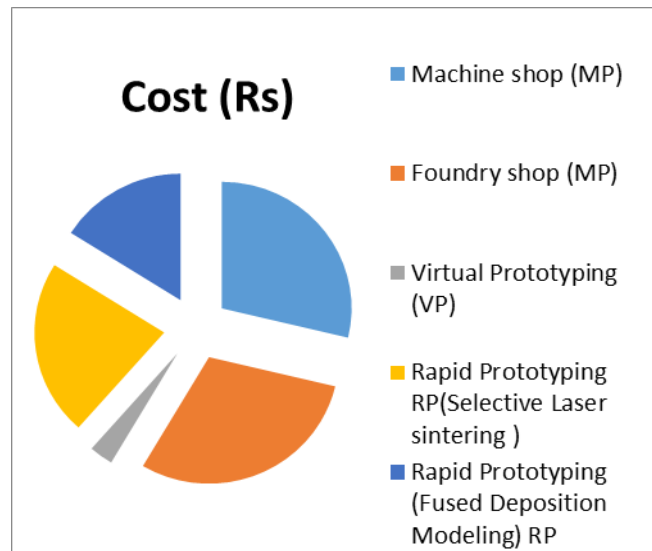 Cost (Rs)
Machine shop (MP)
Foundry shop (MP)
Virtual Prototyping
(VP)
Rapid Prototyping
RP(Selective Laser
sintering )
Rapid Prototyping
(Fused Deposition
Modeling) RP